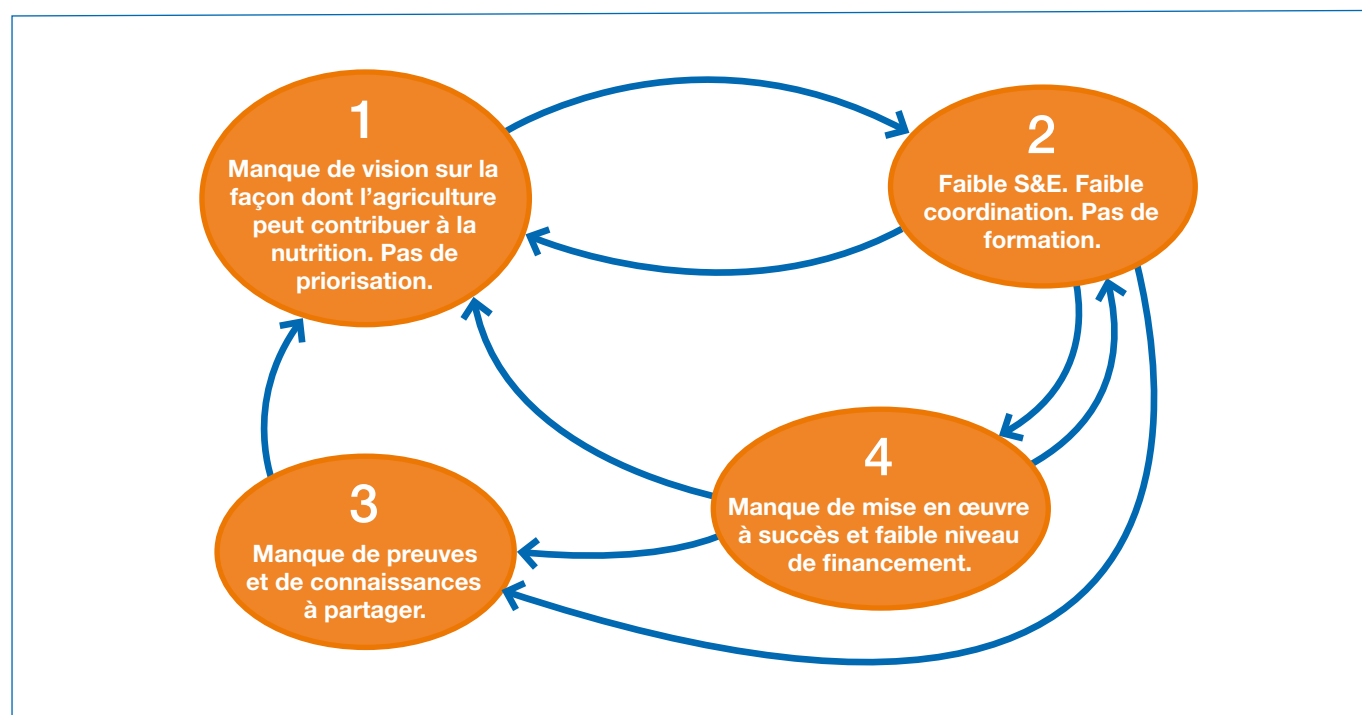 1
Manque de vision sur la
façon dont l’agriculture
peut contribuer à la
nutrition. Pas de
priorisation.
2
Faible S&E. Faible
coordination. Pas de
formation.
3
Manque de preuves
et de connaissances
à partager.
4
Manque de mise en œuvre
à succès et faible niveau
de financement.